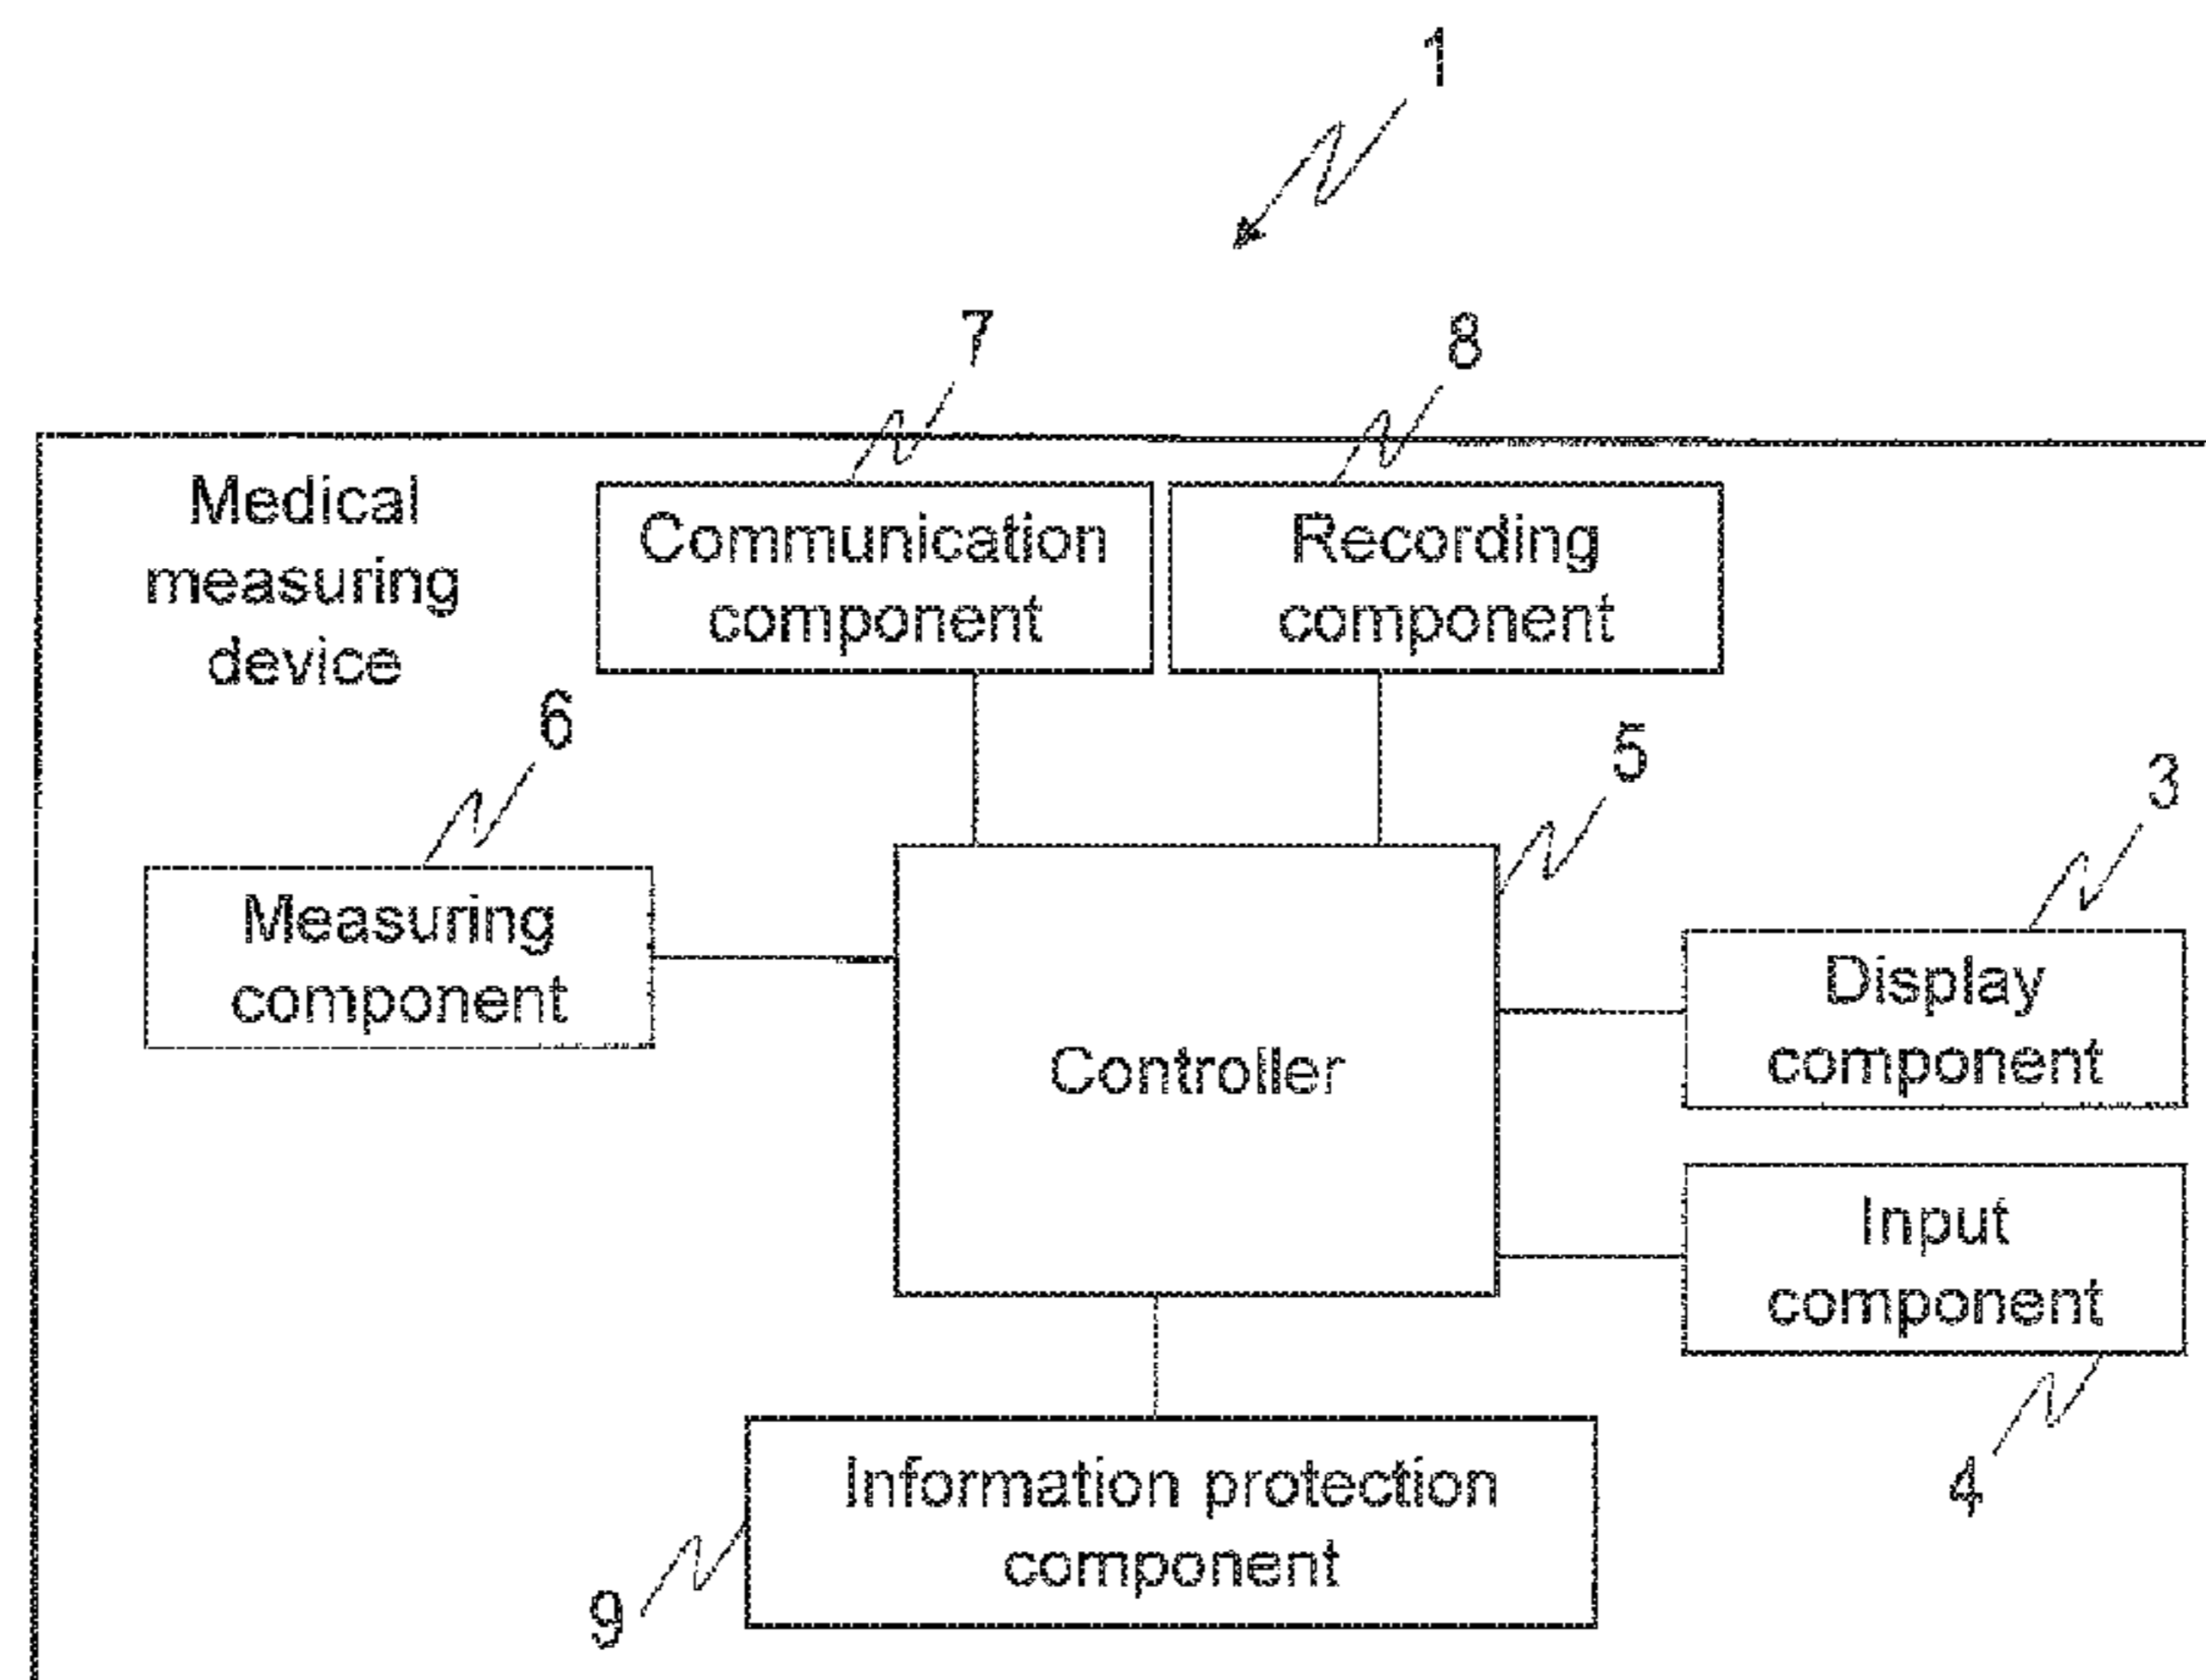 1
7
8
Medical
measuring
device
Communication
component
Recording
component
6
5
3
Measuring
component
Controller
Display
component
Input
component
4
Information protection
component
9